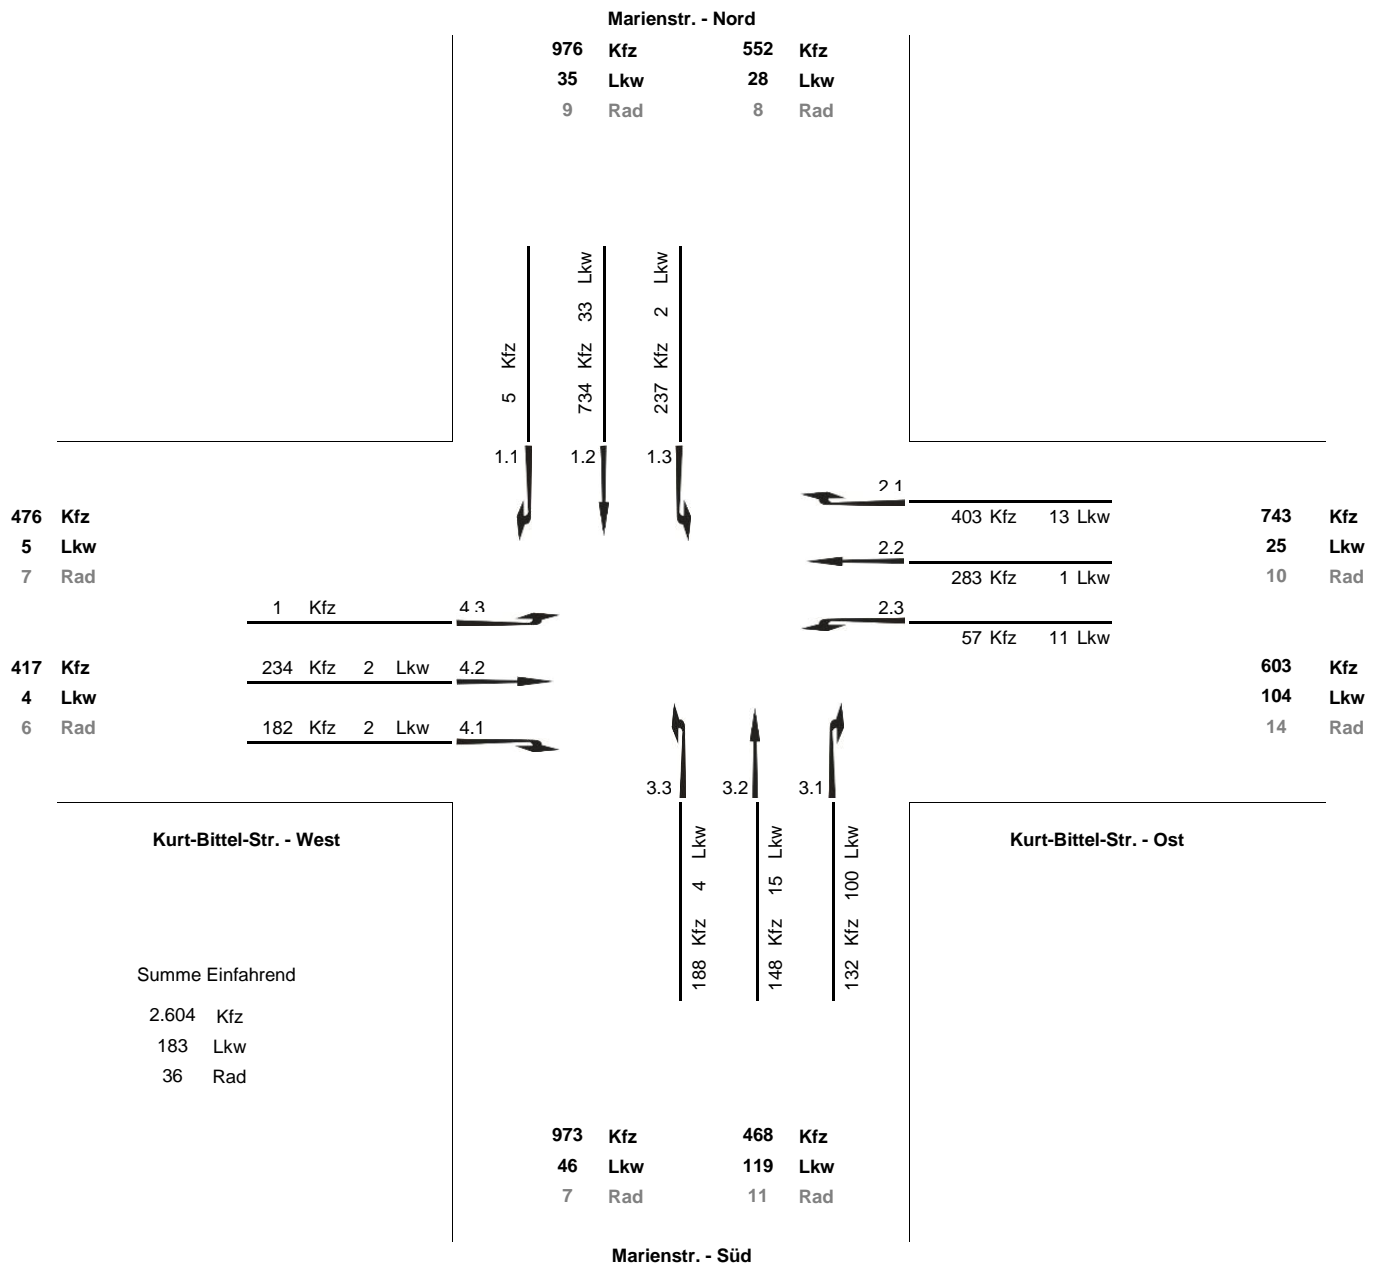 Marienstr. - Nord
976 Kfz 552 Kfz
35 Lkw 28 Lkw
9 Rad 8 Rad
5 Kfz
734 Kfz 33 Lkw
237 Kfz 2 Lkw
1.1 1.2 1.3
2.1
403 Kfz 13 Lkw
2.2
283 Kfz 1 Lkw
2.3
57 Kfz 11 Lkw
476 Kfz
5 Lkw
7 Rad
743 Kfz
25 Lkw
10 Rad
1 Kfz 4.3
234 Kfz 2 Lkw 4.2
182 Kfz 2 Lkw 4.1
417 Kfz
4 Lkw
6 Rad
603 Kfz
104 Lkw
14 Rad
3.3 3.2 3.1
188 Kfz 4 Lkw
148 Kfz 15 Lkw
132 Kfz 100 Lkw
Kurt-Bittel-Str. - West
Kurt-Bittel-Str. - Ost
Summe Einfahrend
2.604 Kfz
183 Lkw
36 Rad
973 Kfz 468 Kfz
46 Lkw 119 Lkw
7 Rad 11 Rad
Marienstr. - Süd